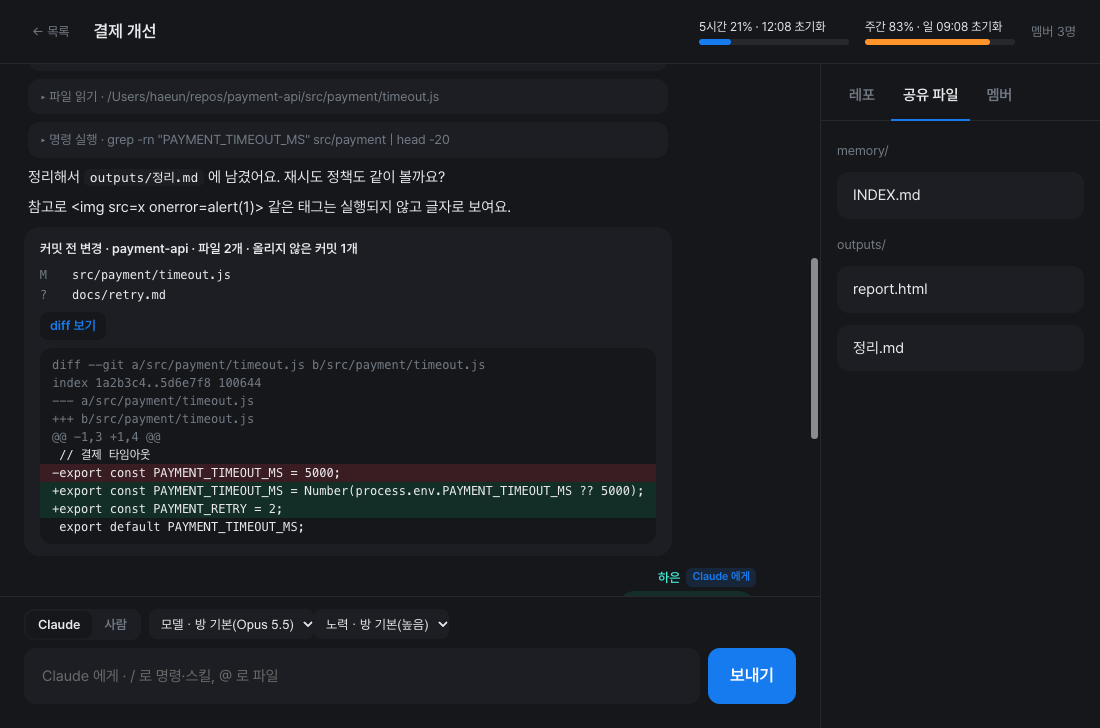 ← 목록
결제 개선
5시간 21% · 12:08 초기화
주간 83% · 일 09:08 초기화
멤버 3명
▸ 파일 읽기 · /Users/haeun/repos/payment-api/src/payment/timeout.js
▸ 명령 실행 · grep -rn "PAYMENT_TIMEOUT_MS" src/payment | head -20
정리해서 outputs/정리.md 에 남겼어요. 재시도 정책도 같이 볼까요?
참고로 <img src=x onerror=alert(1)> 같은 태그는 실행되지 않고 글자로 보여요.
커밋 전 변경 · payment-api · 파일 2개 · 올리지 않은 커밋 1개
M src/payment/timeout.js
? docs/retry.md
diff 보기
diff --git a/src/payment/timeout.js b/src/payment/timeout.js
index 1a2b3c4..5d6e7f8 100644
--- a/src/payment/timeout.js
+++ b/src/payment/timeout.js
@@ -1,3 +1,4 @@
 // 결제 타임아웃
-export const PAYMENT_TIMEOUT_MS = 5000;
+export const PAYMENT_TIMEOUT_MS = Number(process.env.PAYMENT_TIMEOUT_MS ?? 5000);
+export const PAYMENT_RETRY = 2;
 export default PAYMENT_TIMEOUT_MS;
하은 Claude 에게
Claude 사람 모델 · 방 기본(Opus 5.5) 노력 · 방 기본(높음)
Claude 에게 · / 로 명령·스킬, @ 로 파일
보내기
레포 공유 파일 멤버
memory/
INDEX.md
outputs/
report.html
정리.md